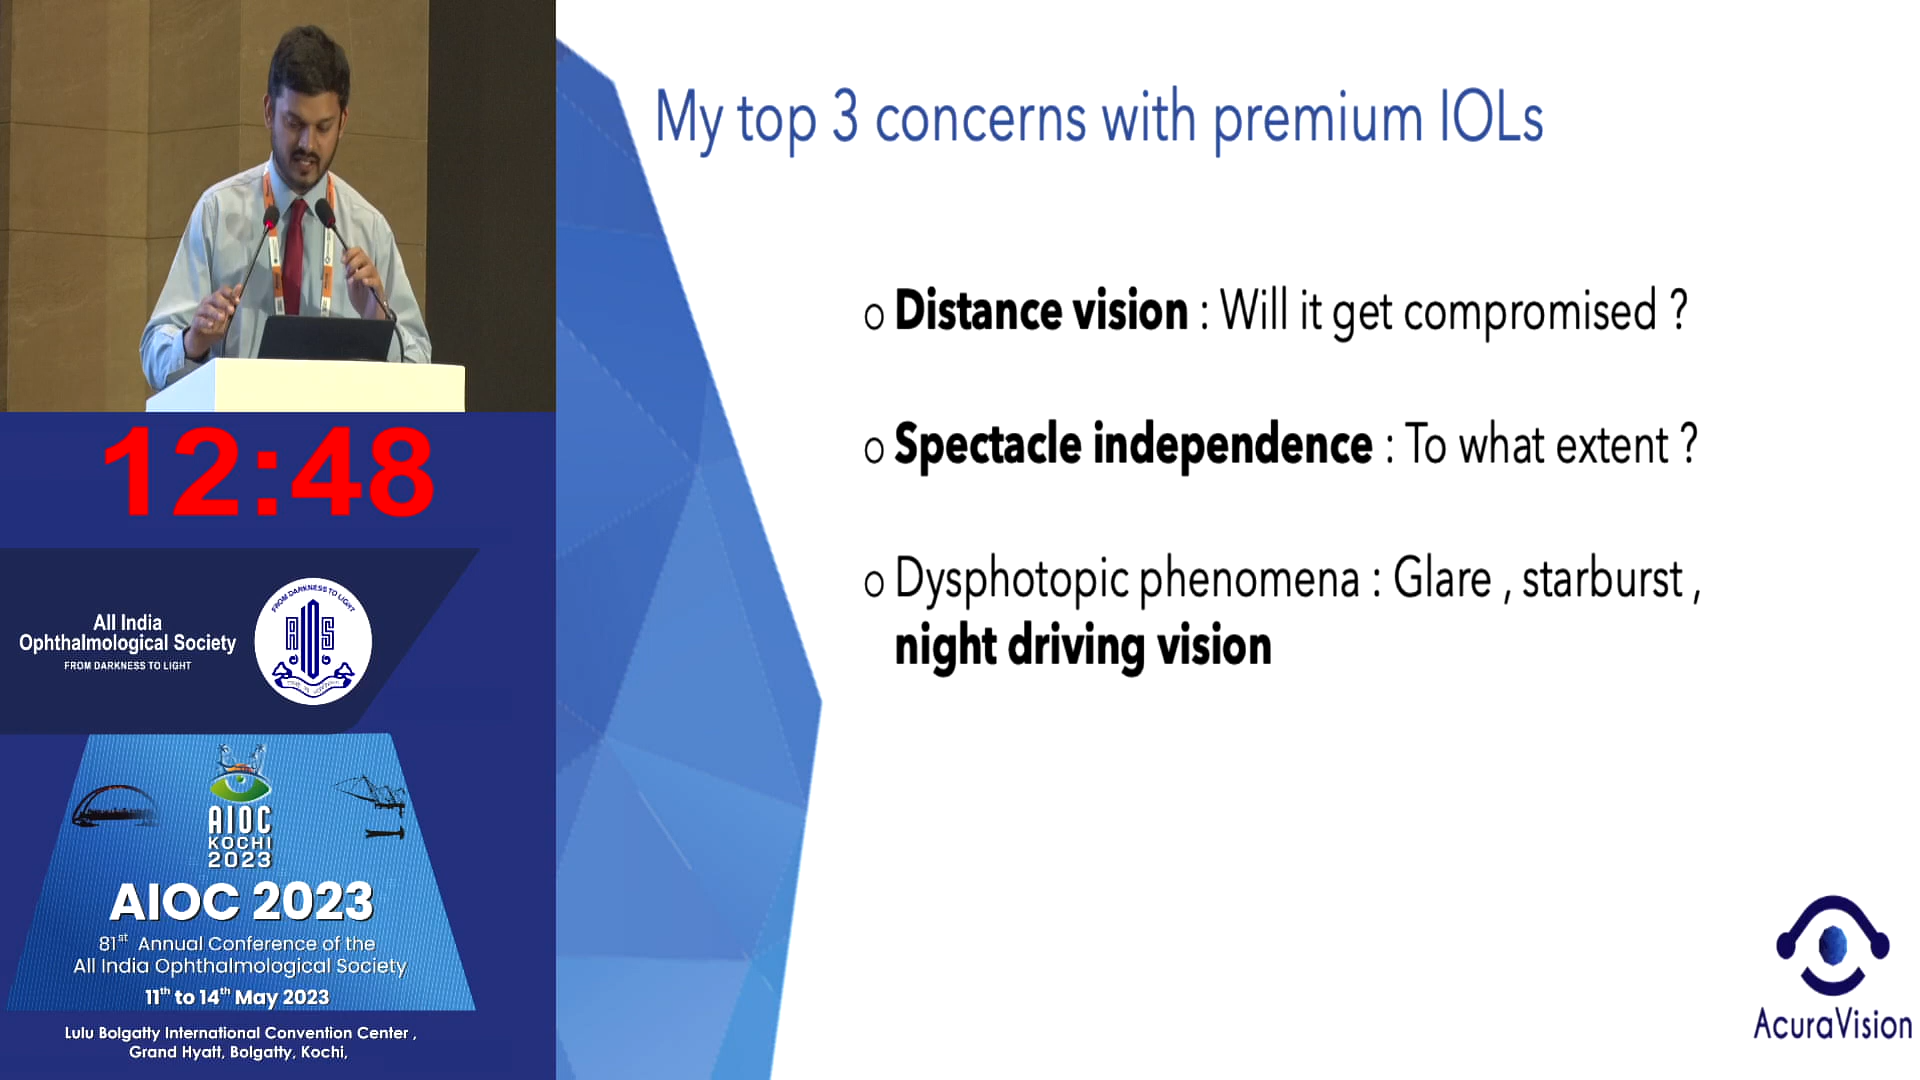 My top 3 concerns with premium IOLs
o Distance vision : Will it get compromised ?
o Spectacle independence : To what extent ?
o Dysphotopic phenomena : Glare , starburst ,
night driving vision
AcuraVision
12:48
All India
Ophthalmological Society
FROM DARKNESS TO LIGHT
FROM DARKNESS TO LIGHT
AIOS
AIOC
KOCHI
2023
AIOC 2023
81st Annual Conference of the
All India Ophthalmological Society
11th to 14th May 2023
Lulu Bolgatty International Convention Center ,
Grand Hyatt, Bolgatty, Kochi,